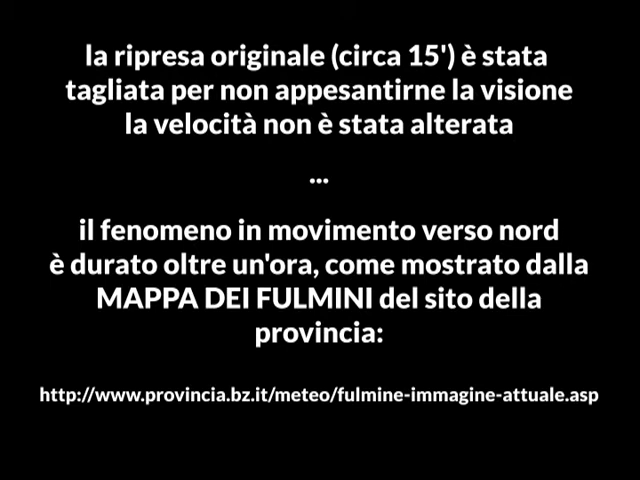 la ripresa originale (circa 15') è stata
tagliata per non appesantirne la visione
la velocità non è stata alterata
...
il fenomeno in movimento verso nord
è durato oltre un'ora, come mostrato dalla
MAPPA DEI FULMINI del sito della
provincia:
http://www.provincia.bz.it/meteo/fulmine-immagine-attuale.asp